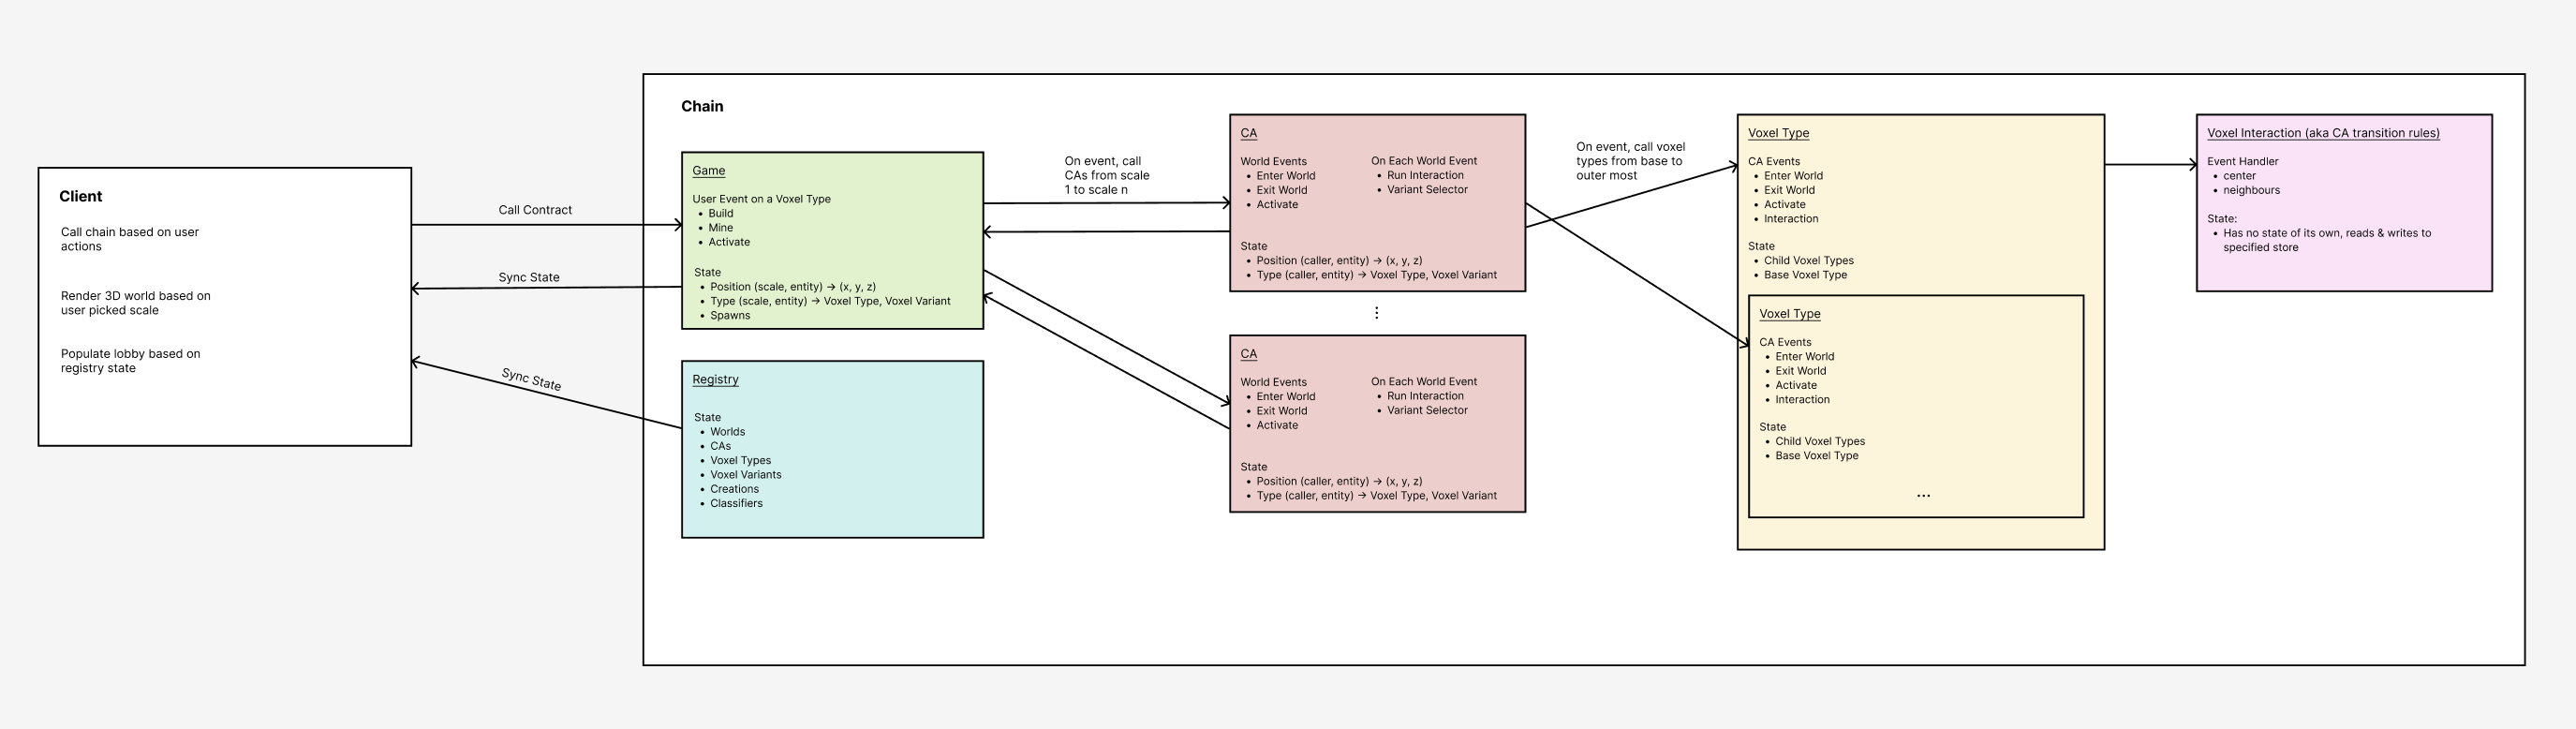 Client
Call chain based on user
actions
Render 3D world based on
user picked scale
Populate lobby based on
registry state
Call Contract
Sync State
Sync State
Chain
Game
User Event on a Voxel Type
• Build
• Mine
• Activate
State
• Position (scale, entity) → (x, y, z)
• Type (scale, entity) → Voxel Type, Voxel Variant
• Spawns
Registry
State
• Worlds
• CAs
• Voxel Types
• Voxel Variants
• Creations
• Classifiers
On event, call
CAs from scale
1 to scale n
CA
World Events
• Enter World
• Exit World
• Activate
On Each World Event
• Run Interaction
• Variant Selector
State
• Position (caller, entity) → (x, y, z)
• Type (caller, entity) → Voxel Type, Voxel Variant
⋮
CA
World Events
• Enter World
• Exit World
• Activate
On Each World Event
• Run Interaction
• Variant Selector
State
• Position (caller, entity) → (x, y, z)
• Type (caller, entity) → Voxel Type, Voxel Variant
On event, call voxel
types from base to
outer most
Voxel Type
CA Events
• Enter World
• Exit World
• Activate
• Interaction
State
• Child Voxel Types
• Base Voxel Type
Voxel Type
CA Events
• Enter World
• Exit World
• Activate
• Interaction
State
• Child Voxel Types
• Base Voxel Type
...
Voxel Interaction (aka CA transition rules)
Event Handler
• center
• neighbours
State:
• Has no state of its own, reads & writes to
specified store